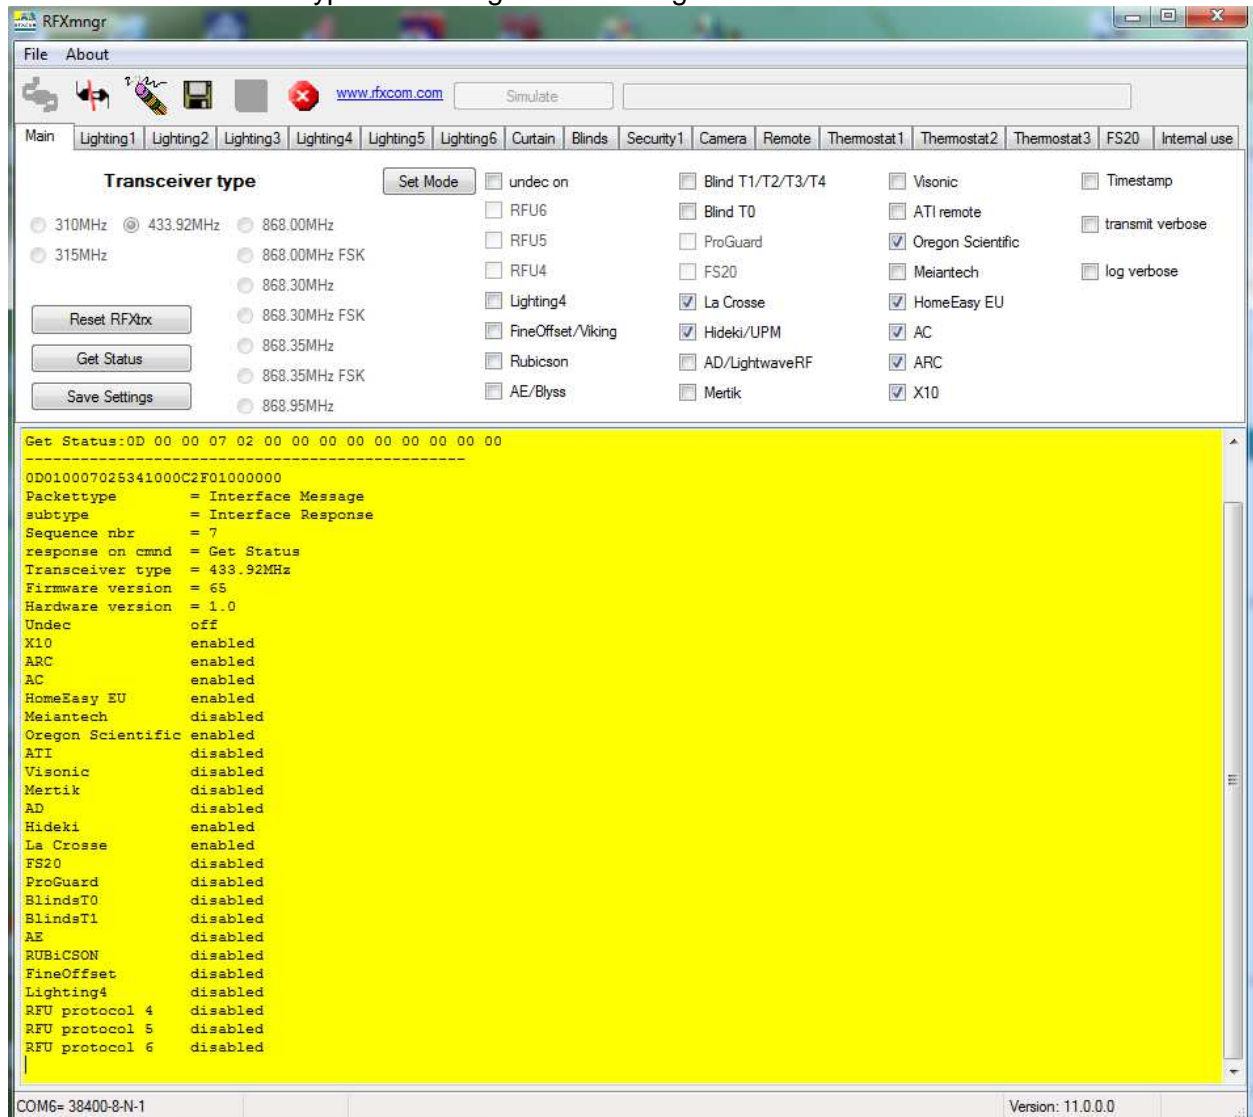 RFXmngr
File About
www.rfxcom.com Simulate
Main Lighting1 Lighting2 Lighting3 Lighting4 Lighting5 Lighting6 Curtain Blinds Security1 Camera Remote Thermostat1 Thermostat2 Thermostat3 FS20 Internal use
Transceiver type Set Mode undec on Blind T1/T2/T3/T4 Visonic Timestamp
RFU6 Blind T0 ATI remote
310MHz 433.92MHz 868.00MHz transmit verbose
RFU5 ProGuard Oregon Scientific
315MHz 868.00MHz FSK
RFU4 FS20 Meiantech log verbose
868.30MHz
Lighting4 La Crosse HomeEasy EU
Reset RFXtrx 868.30MHz FSK
FineOffset/Viking Hideki/UPM AC
Get Status 868.35MHz
Rubicson AD/LightwaveRF ARC
868.35MHz FSK
Save Settings AE/Blyss Mertik X10
868.95MHz
Get Status:0D 00 00 07 02 00 00 00 00 00 00 00 00 00
------------------------------------------------
0D010007025341000C2F01000000
Packettype = Interface Message
subtype = Interface Response
Sequence nbr = 7
response on cmnd = Get Status
Transceiver type = 433.92MHz
Firmware version = 65
Hardware version = 1.0
Undec off
X10 enabled
ARC enabled
AC enabled
HomeEasy EU enabled
Meiantech disabled
Oregon Scientific enabled
ATI disabled
Visonic disabled
Mertik disabled
AD disabled
Hideki enabled
La Crosse enabled
FS20 disabled
ProGuard disabled
BlindsT0 disabled
BlindsT1 disabled
AE disabled
RUBiCSON disabled
FineOffset disabled
Lighting4 disabled
RFU protocol 4 disabled
RFU protocol 5 disabled
RFU protocol 6 disabled
COM6= 38400-8-N-1 Version: 11.0.0.0